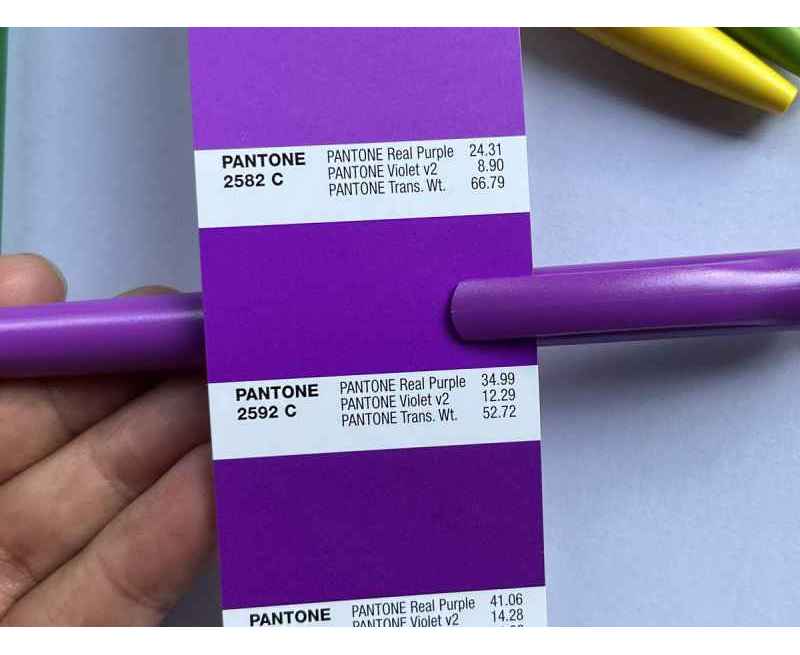 PANTONE
2582 C
PANTONE Real Purple 24.31
PANTONE Violet v2 8.90
PANTONE Trans. Wt. 66.79
PANTONE
2592 C
PANTONE Real Purple 34.99
PANTONE Violet v2 12.29
PANTONE Trans. Wt. 52.72
PANTONE
PANTONE Real Purple 41.06
PANTONE Violet v2 14.28